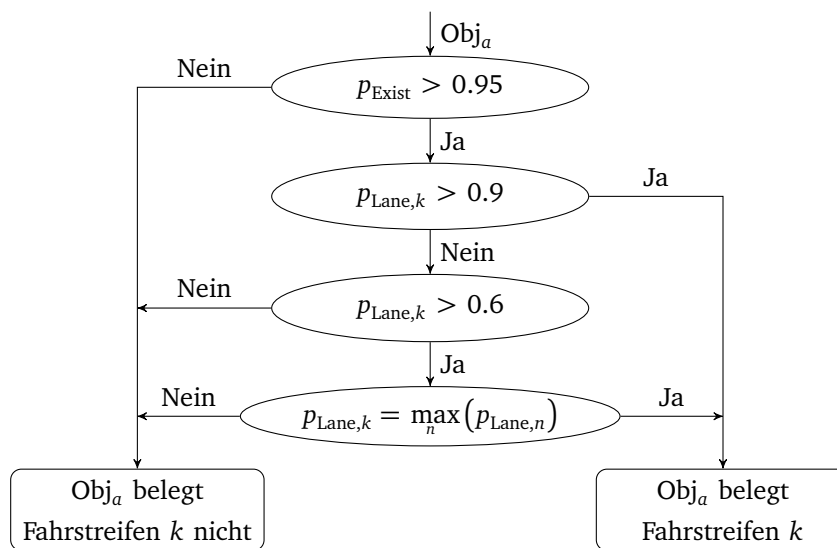 Obj_a
Nein
p_Exist > 0.95
Ja
p_Lane,k > 0.9
Ja
Nein
Nein
p_Lane,k > 0.6
Ja
Nein
p_Lane,k = max_n(p_Lane,n)
Ja
Obj_a belegt
Fahrstreifen k nicht
Obj_a belegt
Fahrstreifen k